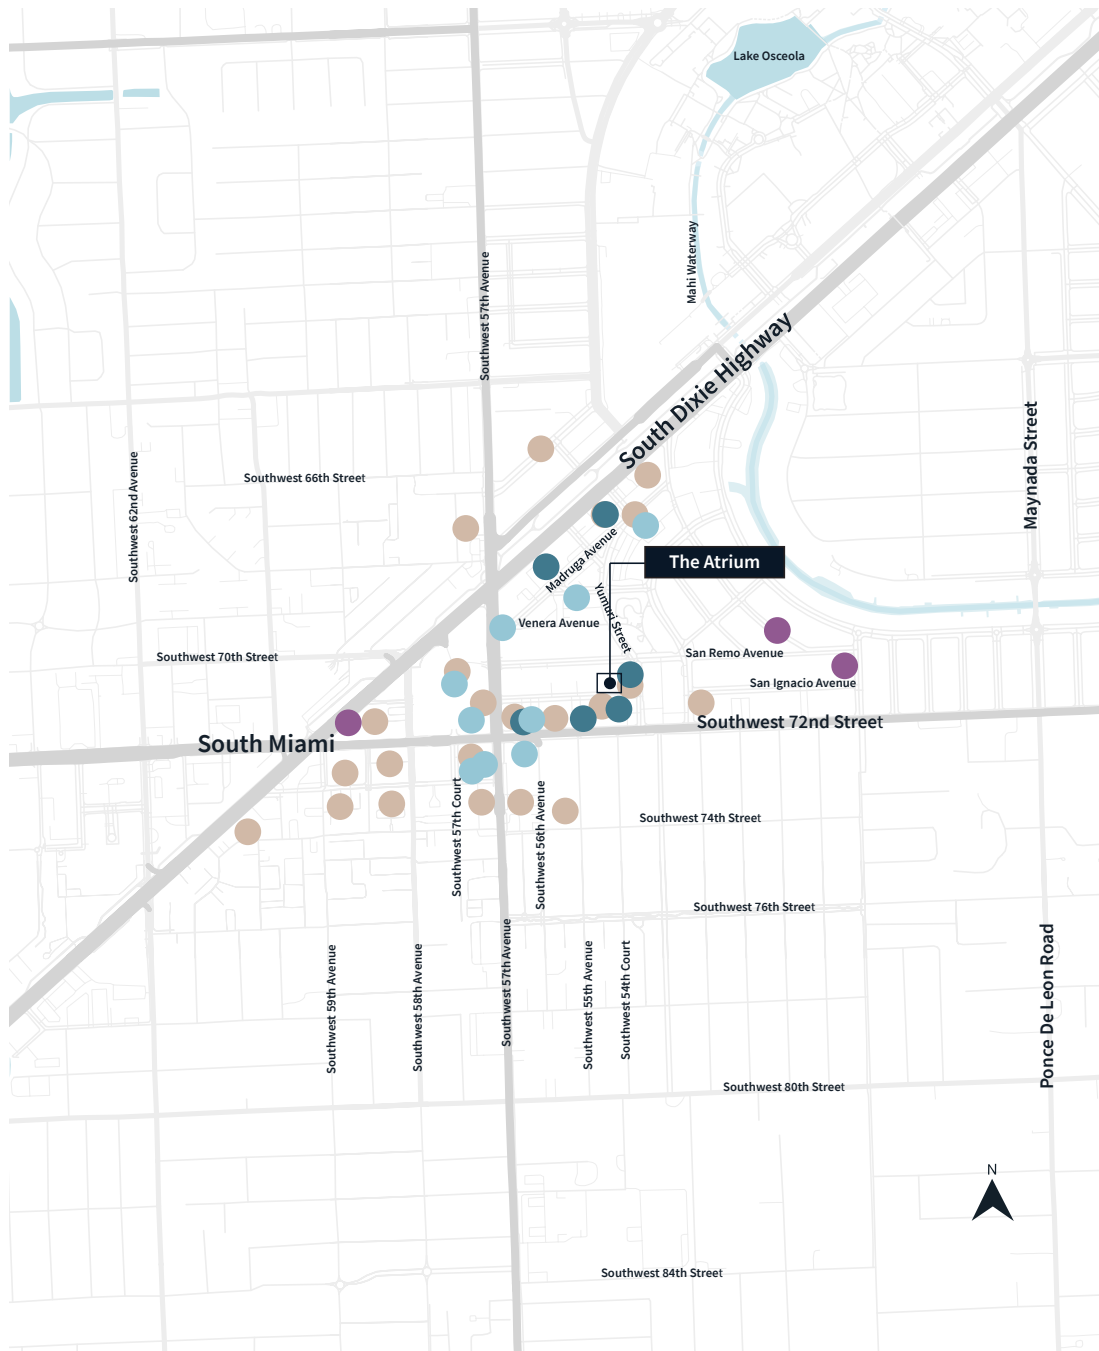 Lake Osceola
Mahi Waterway
Southwest 57th Avenue
South Dixie Highway
Maynada Street
Southwest 62nd Avenue
Southwest 66th Street
Madruga Avenue
The Atrium
Yumuri Street
Venera Avenue
San Remo Avenue
Southwest 70th Street
San Ignacio Avenue
Southwest 72nd Street
South Miami
Southwest 57th Court
Southwest 56th Avenue
Southwest 74th Street
Southwest 76th Street
Southwest 59th Avenue
Southwest 58th Avenue
Southwest 57th Avenue
Southwest 55th Avenue
Southwest 54th Court
Ponce De Leon Road
Southwest 80th Street
N
Southwest 84th Street